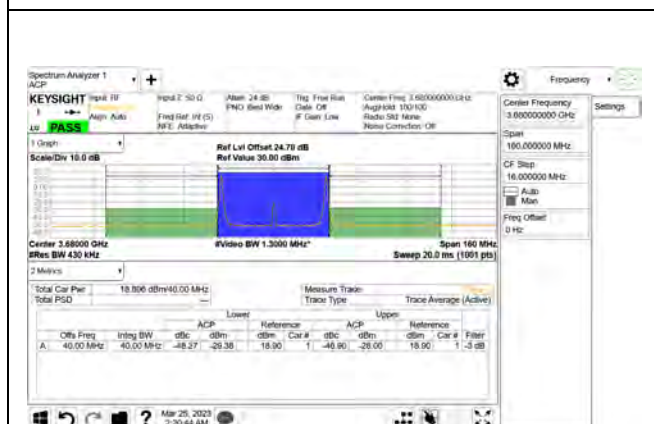 Spectrum Analyzer 1
ACP
+
Frequency
KEYSIGHT Input: RF
Align: Auto
Input Z: 50 Ω
Freq Ref: Int (S)
NFE: Adaptive
Atten: 24 dB
PNO: Best Wide
Trig: Free Run
Gate: Off
IF Gain: Low
Center Freq: 3.680000000 GHz
Avg|Hold: 100/100
Radio Std: None
Noise Correction: Off
LU PASS
Center Frequency
3.680000000 GHz
Settings
Span
160.000000 MHz
CF Step
16.000000 MHz
Auto
Man
Freq Offset
0 Hz
1 Graph
Scale/Div 10.0 dB
Ref Lvl Offset 24.70 dB
Ref Value 30.00 dBm
Center 3.68000 GHz
#Res BW 430 kHz
#Video BW 1.3000 MHz*
Span 160 MHz
Sweep 20.0 ms (1001 pts)
2 Metrics
Total Car Pwr 18.806 dBm/40.00 MHz
Total PSD ---
Measure Trace
Trace Type Trace Average (Active)
Lower Upper
ACP Reference ACP Reference
Offs Freq Integ BW dBc dBm dBm Car # dBc dBm dBm Car # Filter
A 40.00 MHz 40.00 MHz -48.27 -29.38 18.90 1 -46.90 -28.00 18.90 1 -3 dB
?
Mar 25, 2023
2:30:44 AM